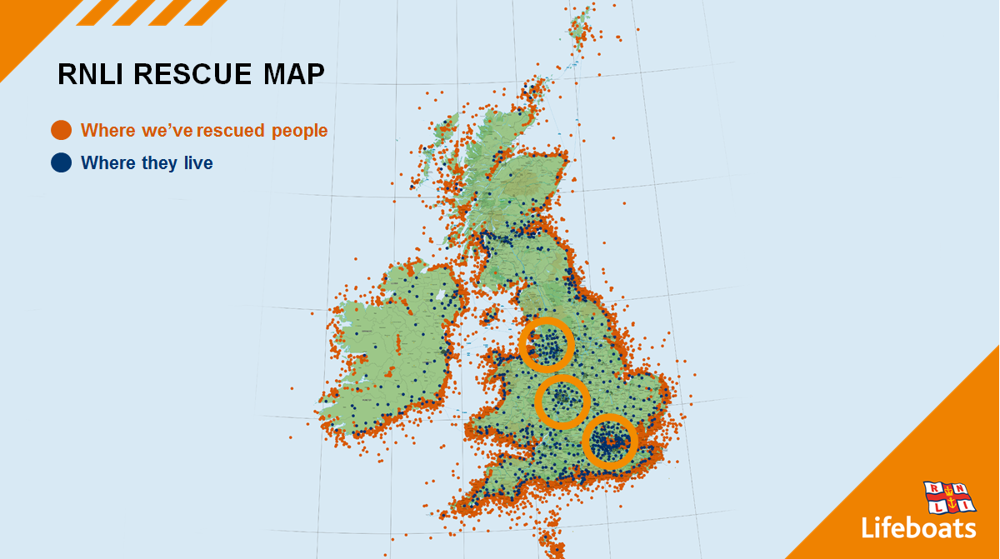 RNLI RESCUE MAP
Where we've rescued people
Where they live
R N
L I
Lifeboats